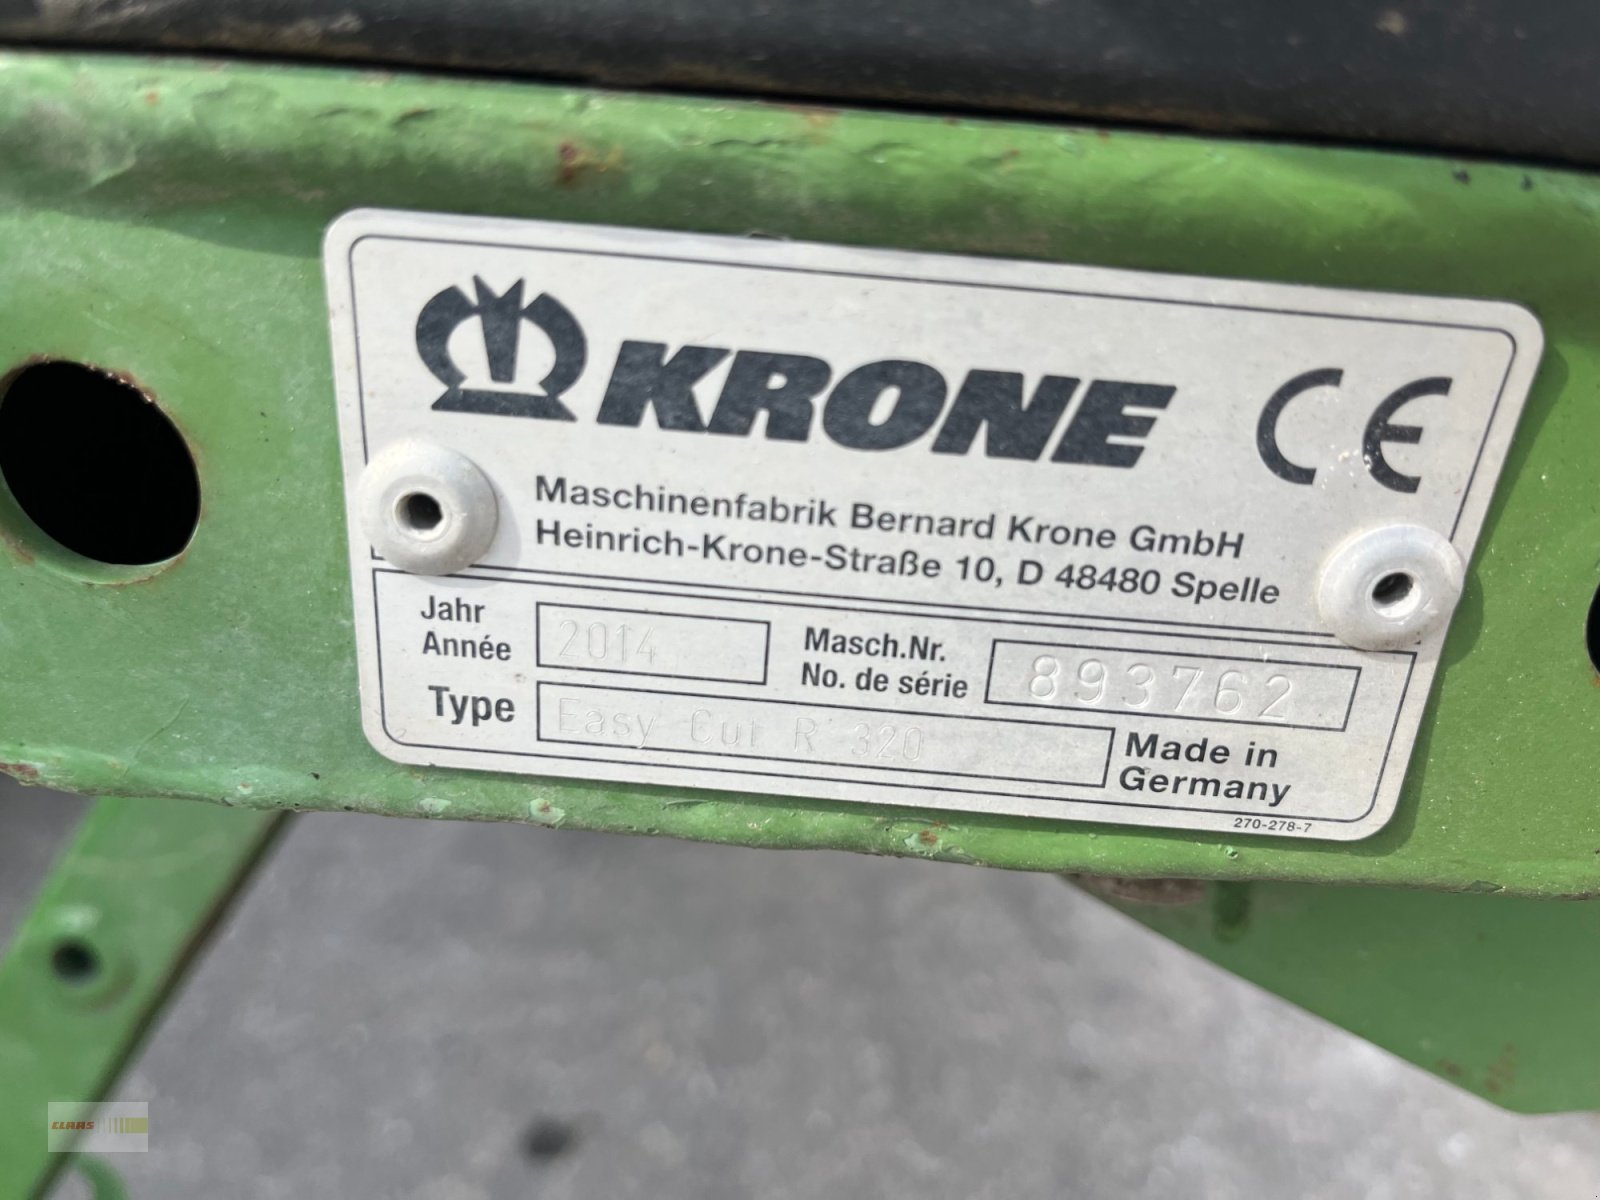 KRONE CE
Maschinenfabrik Bernard Krone GmbH
Heinrich-Krone-Straße 10, D 48480 Spelle
Jahr
Année
2014
Masch.Nr.
No. de série
893762
Type
Easy Cut R 320
Made in
Germany
270-278-7
CLAAS